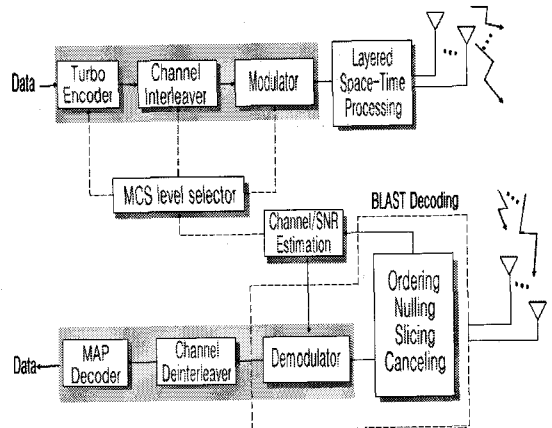 Data
Turbo
Encoder
Channel
Interleaver
Modulator
Layered
Space-Time
Processing
MCS level selector
BLAST Decoding
Channel/SNR
Estimation
Ordering
Nulling
Slicing
Canceling
Data
MAP
Decoder
Channel
Deinterleaver
Demodulator